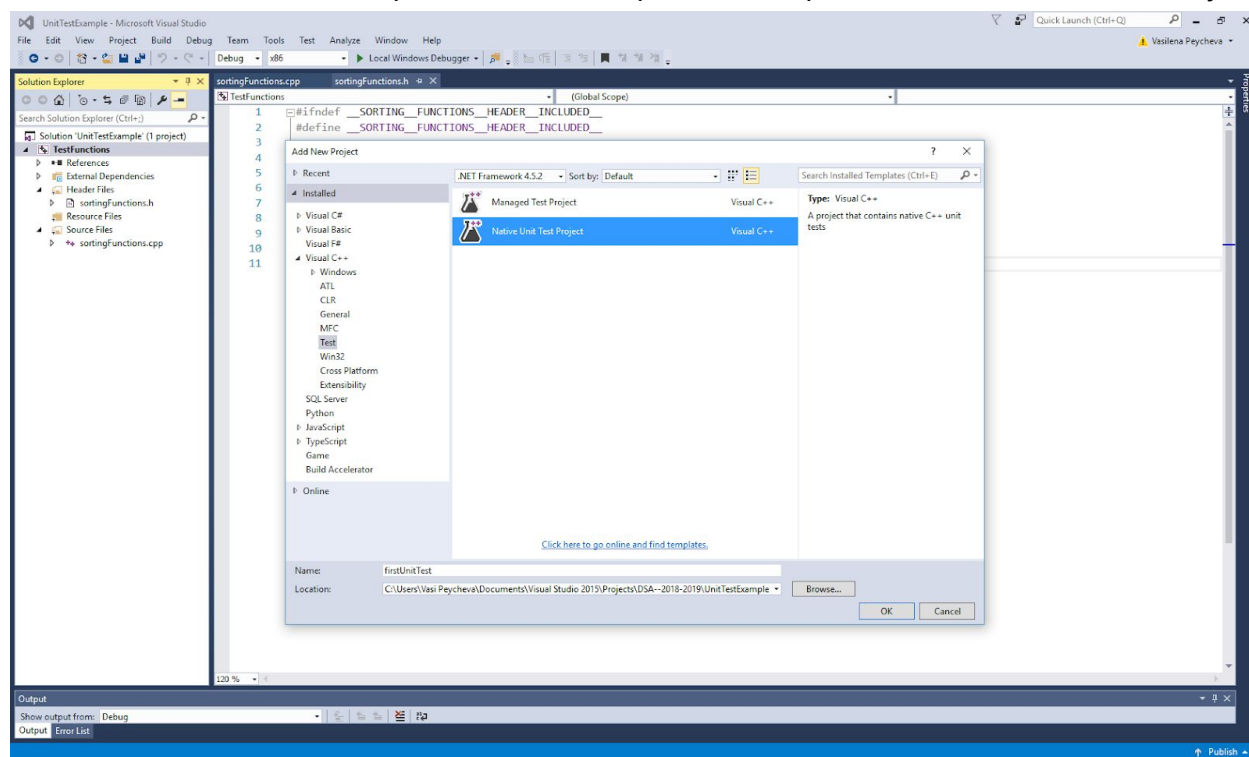 UnitTestExample - Microsoft Visual Studio
Quick Launch (Ctrl+Q)
File Edit View Project Build Debug Team Tools Test Analyze Window Help
Vasilena Peycheva
Debug x86 Local Windows Debugger
Solution Explorer
sortingFunctions.cpp sortingFunctions.h
Properties
TestFunctions (Global Scope)
Search Solution Explorer (Ctrl+;)
Solution 'UnitTestExample' (1 project)
TestFunctions
References
External Dependencies
Header Files
sortingFunctions.h
Resource Files
Source Files
sortingFunctions.cpp
1 #ifndef __SORTING__FUNCTIONS__HEADER__INCLUDED__
2 #define __SORTING__FUNCTIONS__HEADER__INCLUDED__
3
4
5
6
7
8
9
10
11
Add New Project ?
Recent
.NET Framework 4.5.2 Sort by: Default
Search Installed Templates (Ctrl+E)
Installed
Visual C#
Visual Basic
Visual F#
Visual C++
Windows
ATL
CLR
General
MFC
Test
Win32
Cross Platform
Extensibility
SQL Server
Python
JavaScript
TypeScript
Game
Build Accelerator
Online
Managed Test Project Visual C++
Native Unit Test Project Visual C++
Type: Visual C++
A project that contains native C++ unit
tests
Click here to go online and find templates.
Name: firstUnitTest
Location: C:\Users\Vasi Peycheva\Documents\Visual Studio 2015\Projects\DSA--2018-2019\UnitTestExample Browse...
OK Cancel
120 %
Output
Show output from: Debug
Output Error List
Publish